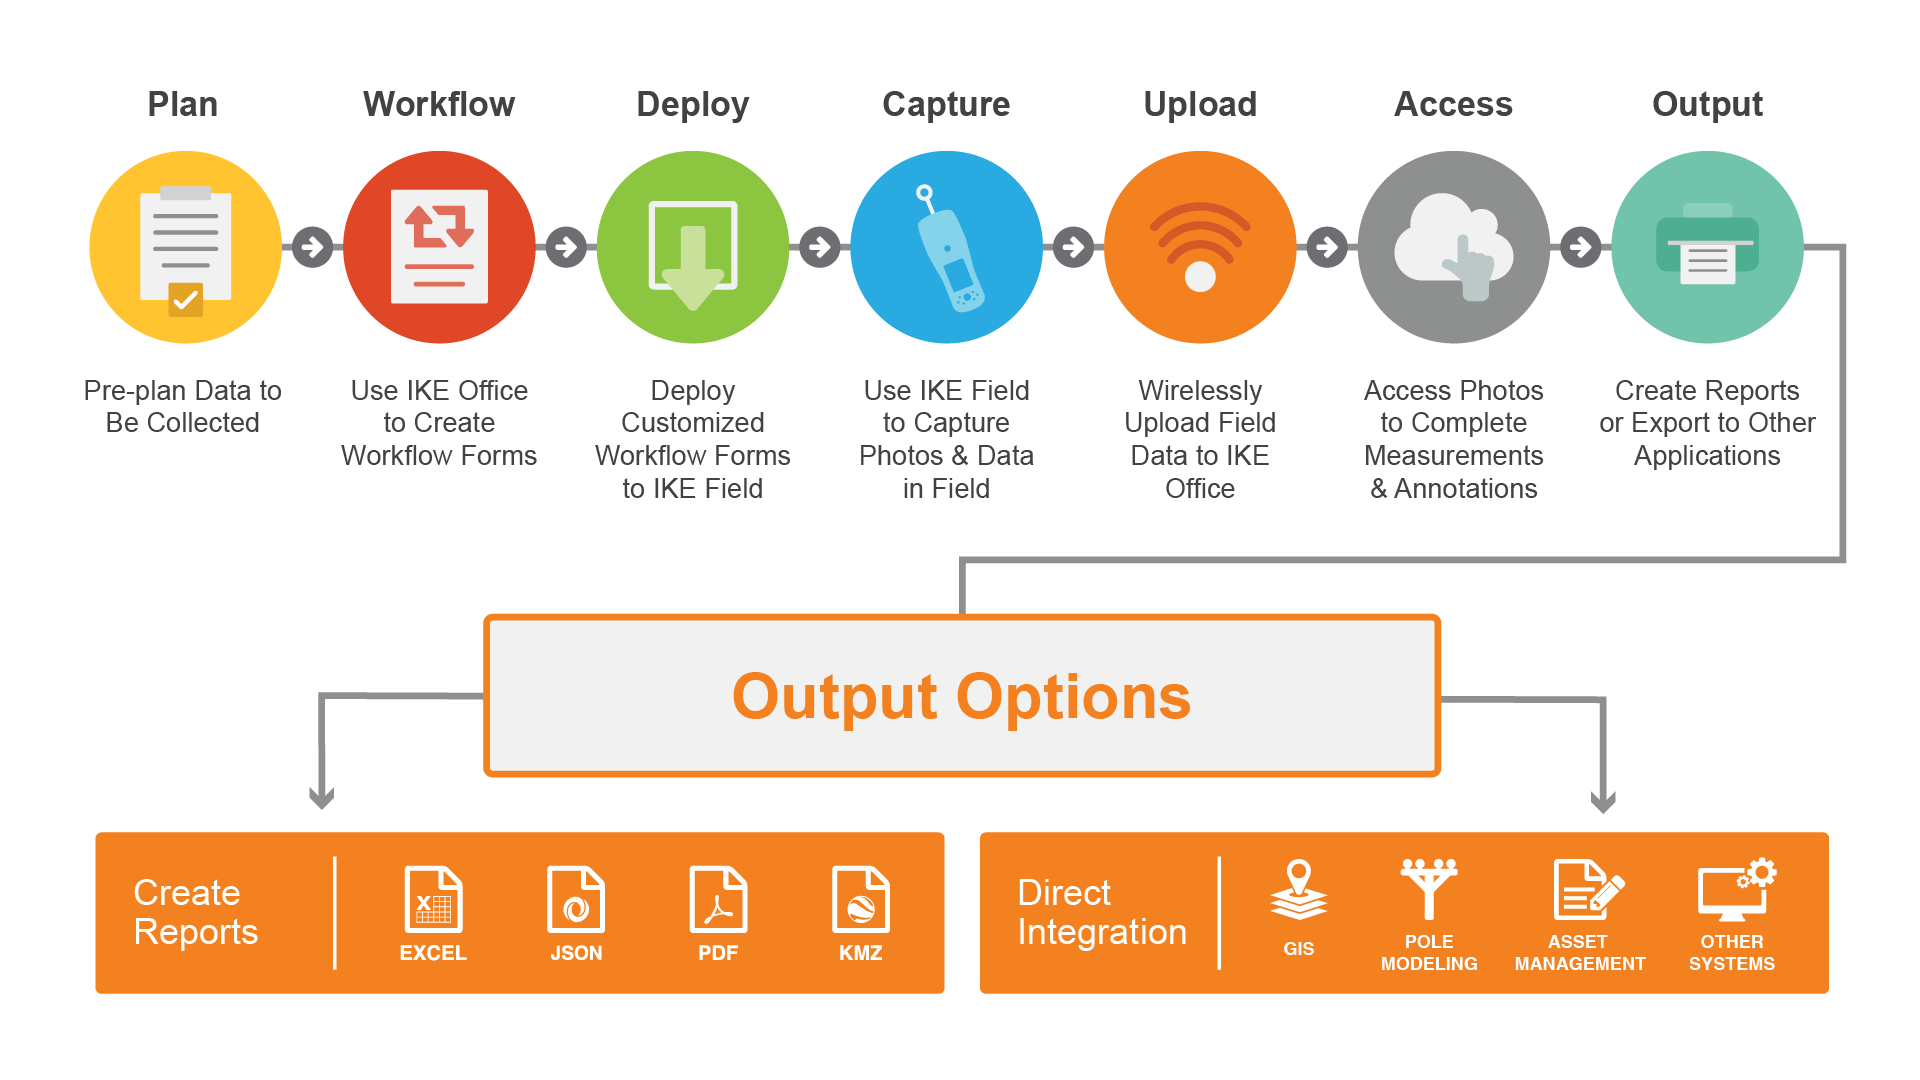 Plan
Workflow
Deploy
Capture
Upload
Access
Output
Pre-plan Data to
Be Collected
Use IKE Office
to Create
Workflow Forms
Deploy
Customized
Workflow Forms
to IKE Field
Use IKE Field
to Capture
Photos & Data
in Field
Wirelessly
Upload Field
Data to IKE
Office
Access Photos
to Complete
Measurements
& Annotations
Create Reports
or Export to Other
Applications
Output Options
Create
Reports
X
EXCEL
JSON
PDF
KMZ
Direct
Integration
GIS
POLE
MODELING
ASSET
MANAGEMENT
OTHER
SYSTEMS